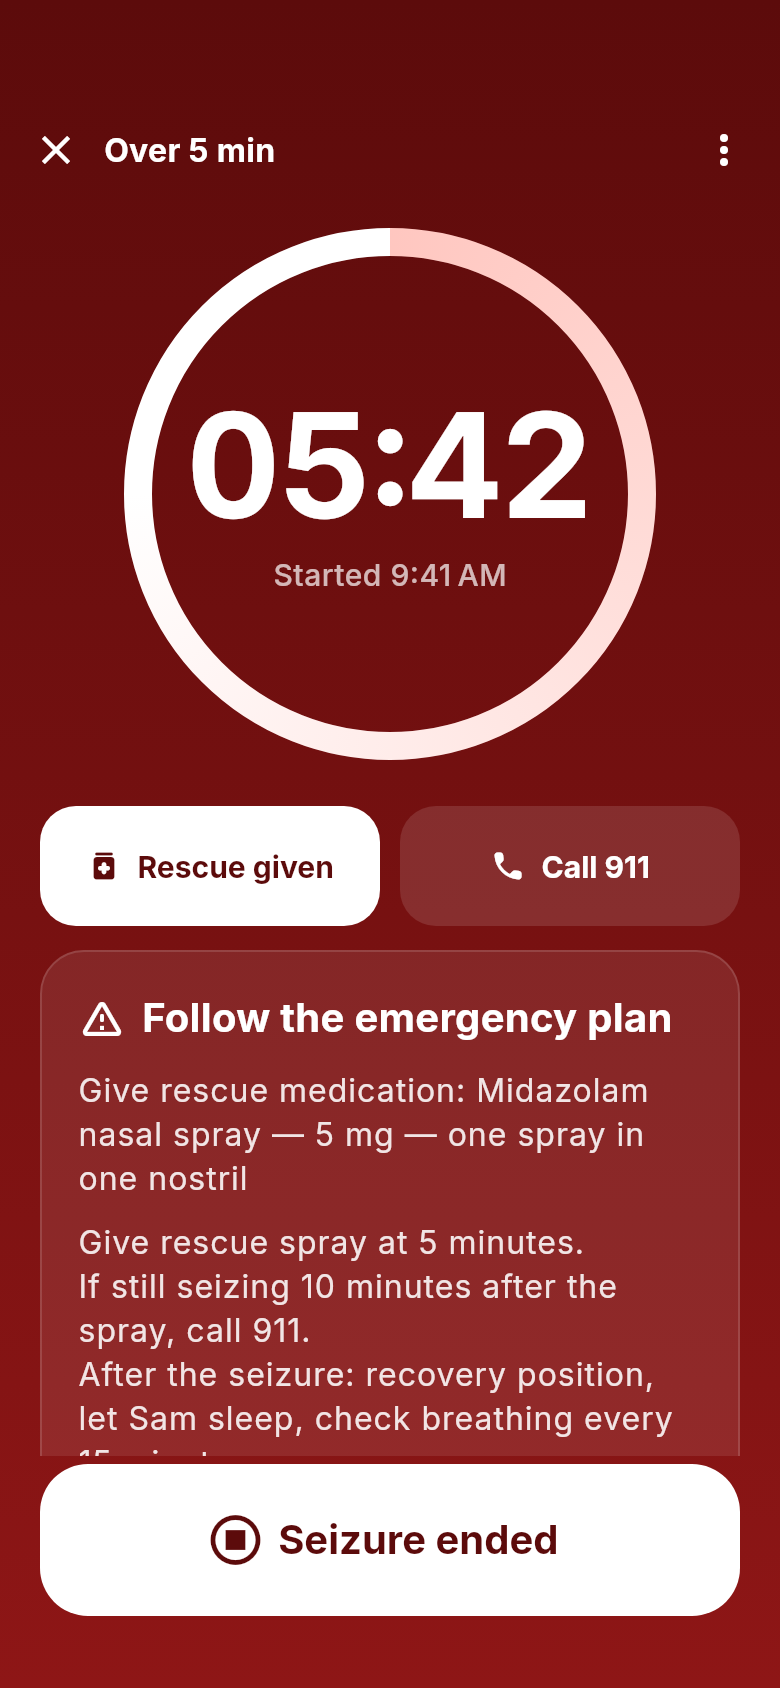 Over 5 min
05:42
Started 9:41 AM
Rescue given
Call 911
Follow the emergency plan
Give rescue medication: Midazolam
nasal spray — 5 mg — one spray in
one nostril
Give rescue spray at 5 minutes.
If still seizing 10 minutes after the
spray, call 911.
After the seizure: recovery position,
let Sam sleep, check breathing every
Seizure ended